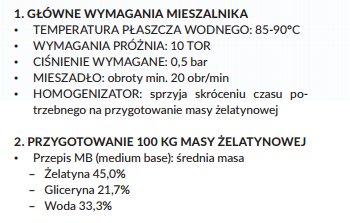 1. GŁÓWNE WYMAGANIA MIESZALNIKA
• TEMPERATURA PŁASZCZA WODNEGO: 85-90°C
• WYMAGANIA PRÓŻNIA: 10 TOR
• CIŚNIENIE WYMAGANE: 0,5 bar
• MIESZADŁO: obroty min. 20 obr/min
• HOMOGENIZATOR: sprzyja skróceniu czasu po-
trzebnego na przygotowanie masy żelatynowej
2. PRZYGOTOWANIE 100 KG MASY ŻELATYNOWEJ
• Przepis MB (medium base): średnia masa
– Żelatyna 45,0%
– Gliceryna 21,7%
– Woda 33,3%